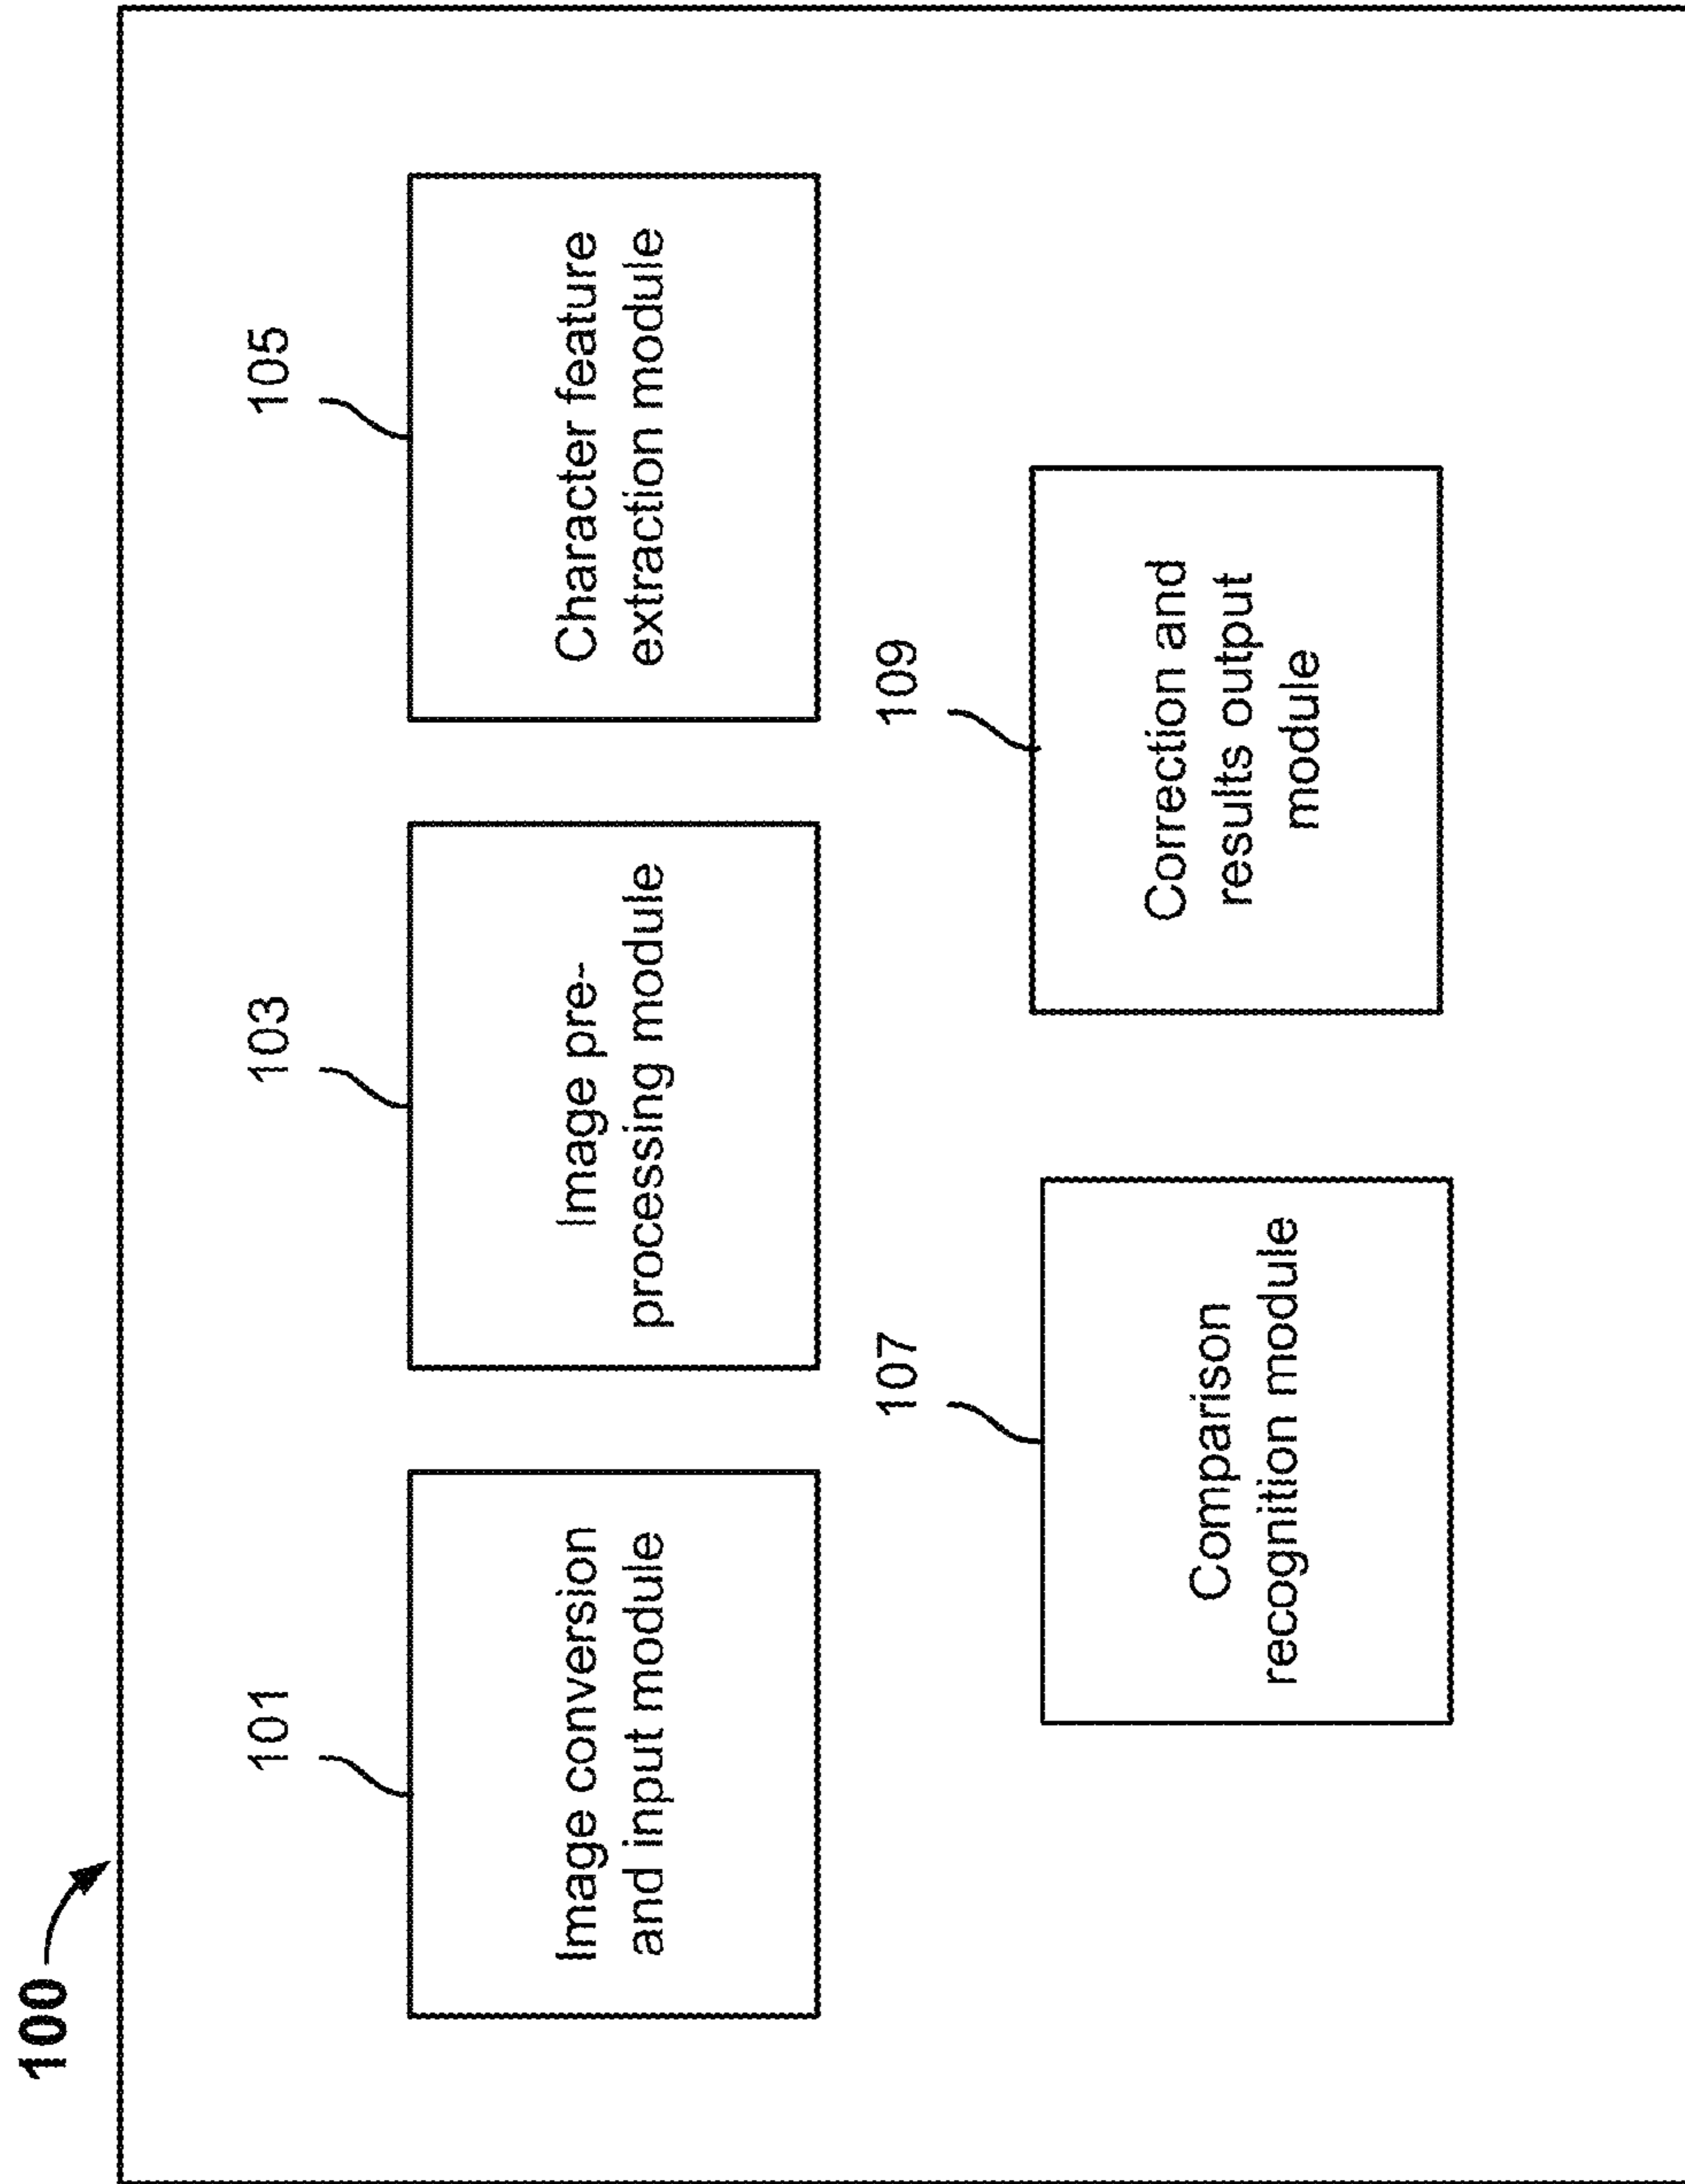 100
101
Image conversion
and input module
103
Image pre-
processing module
105
Character feature
extraction module
107
Comparison
recognition module
109
Correction and
results output
module